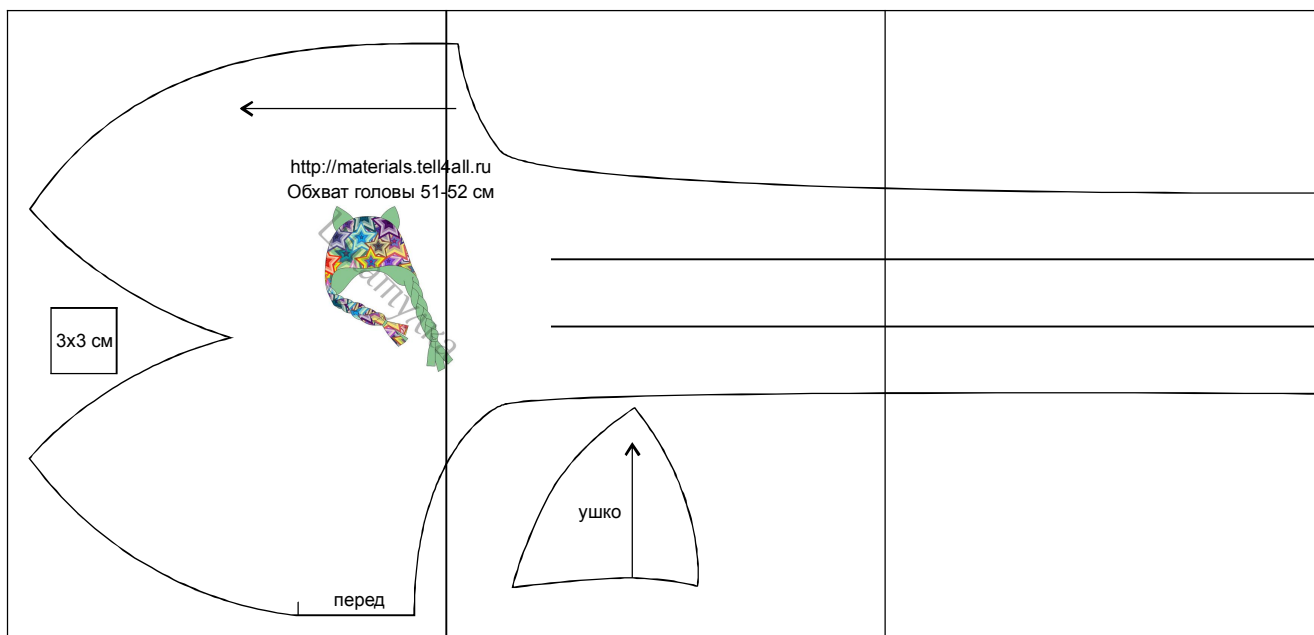 http://materials.tell4all.ru
Обхват головы 51-52 см
3х3 см
ушко
перед